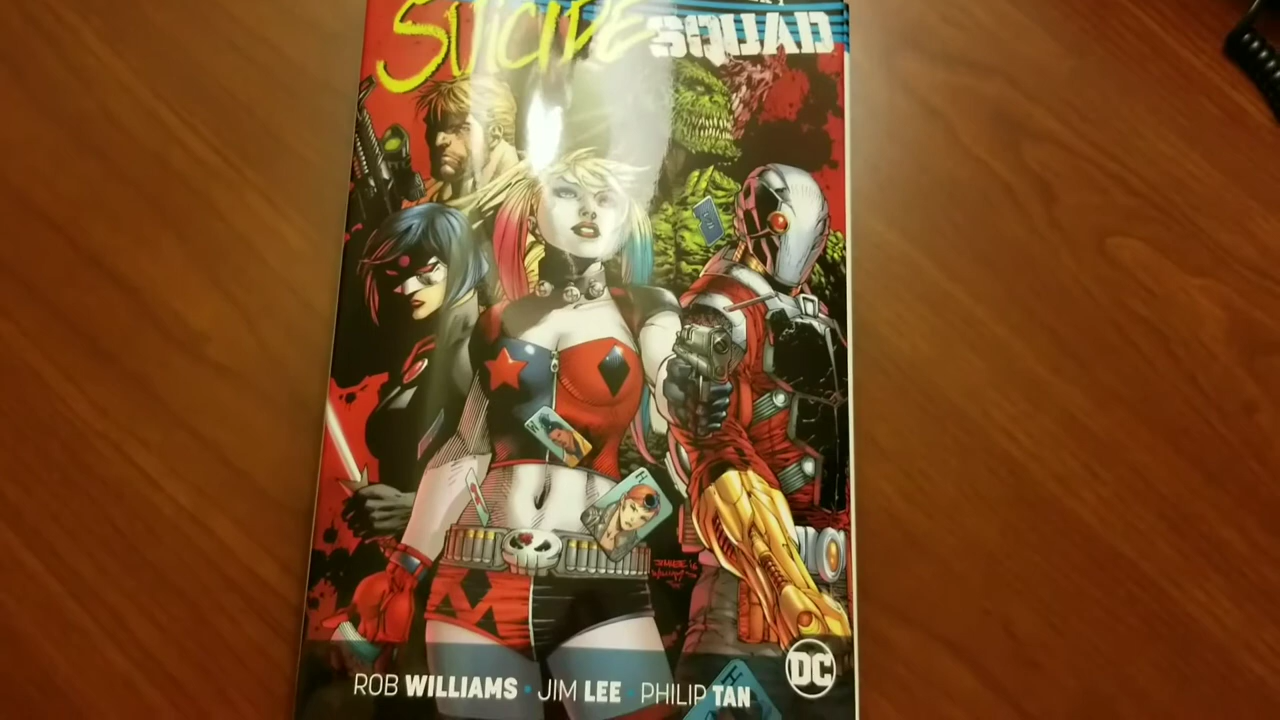 SUICIDE SQUAD
ROB WILLIAMS • JIM LEE • PHILIP TAN
DC